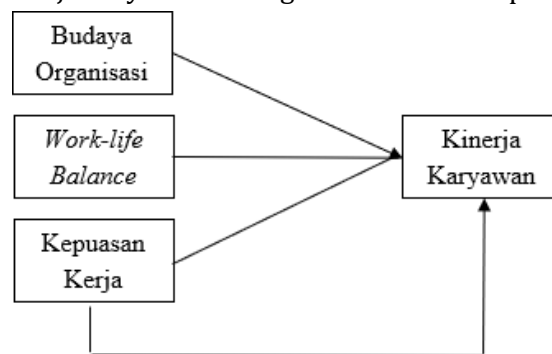 Budaya
Organisasi
Work-life
Balance
Kinerja
Karyawan
Kepuasan
Kerja